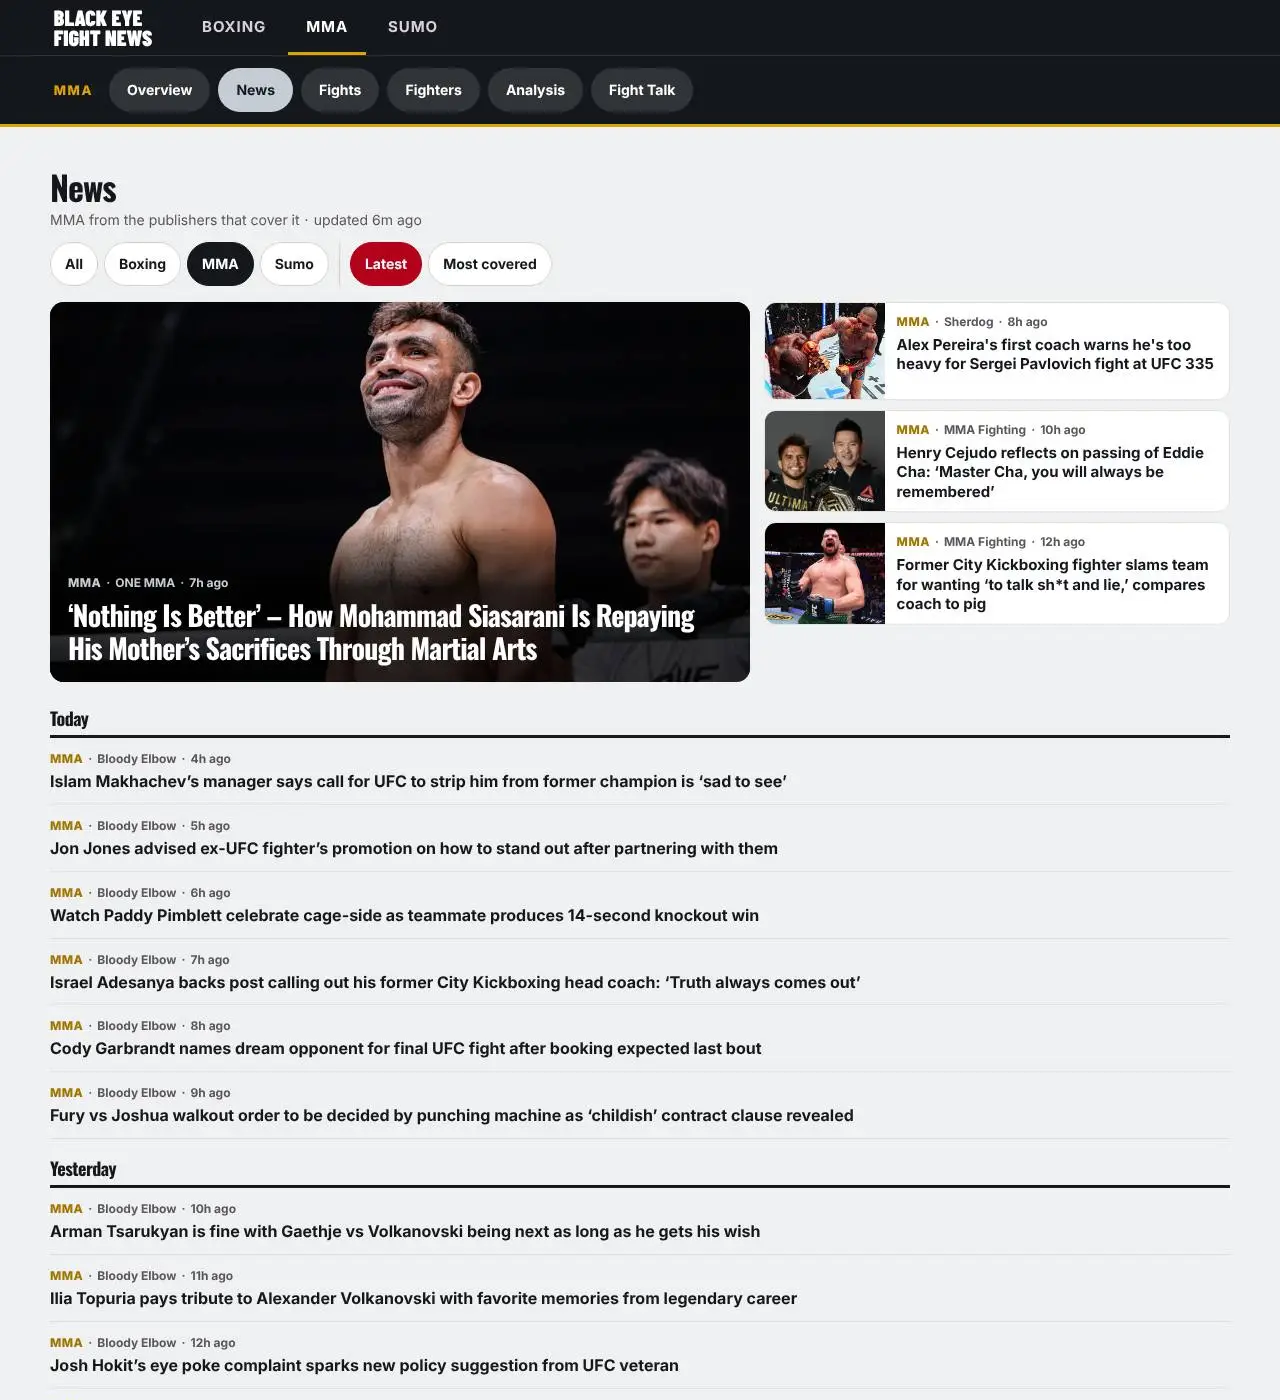 BLACK EYE
FIGHT NEWS
BOXING
MMA
SUMO
MMA
Overview
News
Fights
Fighters
Analysis
Fight Talk
News
MMA from the publishers that cover it · updated 6m ago
All
Boxing
MMA
Sumo
Latest
Most covered
MMA · ONE MMA · 7h ago
‘Nothing Is Better’ – How Mohammad Siasarani Is Repaying
His Mother’s Sacrifices Through Martial Arts
MMA · Sherdog · 8h ago
Alex Pereira's first coach warns he's too
heavy for Sergei Pavlovich fight at UFC 335
ULTIMA
Reebok
MMA · MMA Fighting · 10h ago
Henry Cejudo reflects on passing of Eddie
Cha: ‘Master Cha, you will always be
remembered’
MMA · MMA Fighting · 12h ago
Former City Kickboxing fighter slams team
for wanting ‘to talk sh*t and lie,’ compares
coach to pig
Today
MMA · Bloody Elbow · 4h ago
Islam Makhachev’s manager says call for UFC to strip him from former champion is ‘sad to see’
MMA · Bloody Elbow · 5h ago
Jon Jones advised ex-UFC fighter’s promotion on how to stand out after partnering with them
MMA · Bloody Elbow · 6h ago
Watch Paddy Pimblett celebrate cage-side as teammate produces 14-second knockout win
MMA · Bloody Elbow · 7h ago
Israel Adesanya backs post calling out his former City Kickboxing head coach: ‘Truth always comes out’
MMA · Bloody Elbow · 8h ago
Cody Garbrandt names dream opponent for final UFC fight after booking expected last bout
MMA · Bloody Elbow · 9h ago
Fury vs Joshua walkout order to be decided by punching machine as ‘childish’ contract clause revealed
Yesterday
MMA · Bloody Elbow · 10h ago
Arman Tsarukyan is fine with Gaethje vs Volkanovski being next as long as he gets his wish
MMA · Bloody Elbow · 11h ago
Ilia Topuria pays tribute to Alexander Volkanovski with favorite memories from legendary career
MMA · Bloody Elbow · 12h ago
Josh Hokit’s eye poke complaint sparks new policy suggestion from UFC veteran